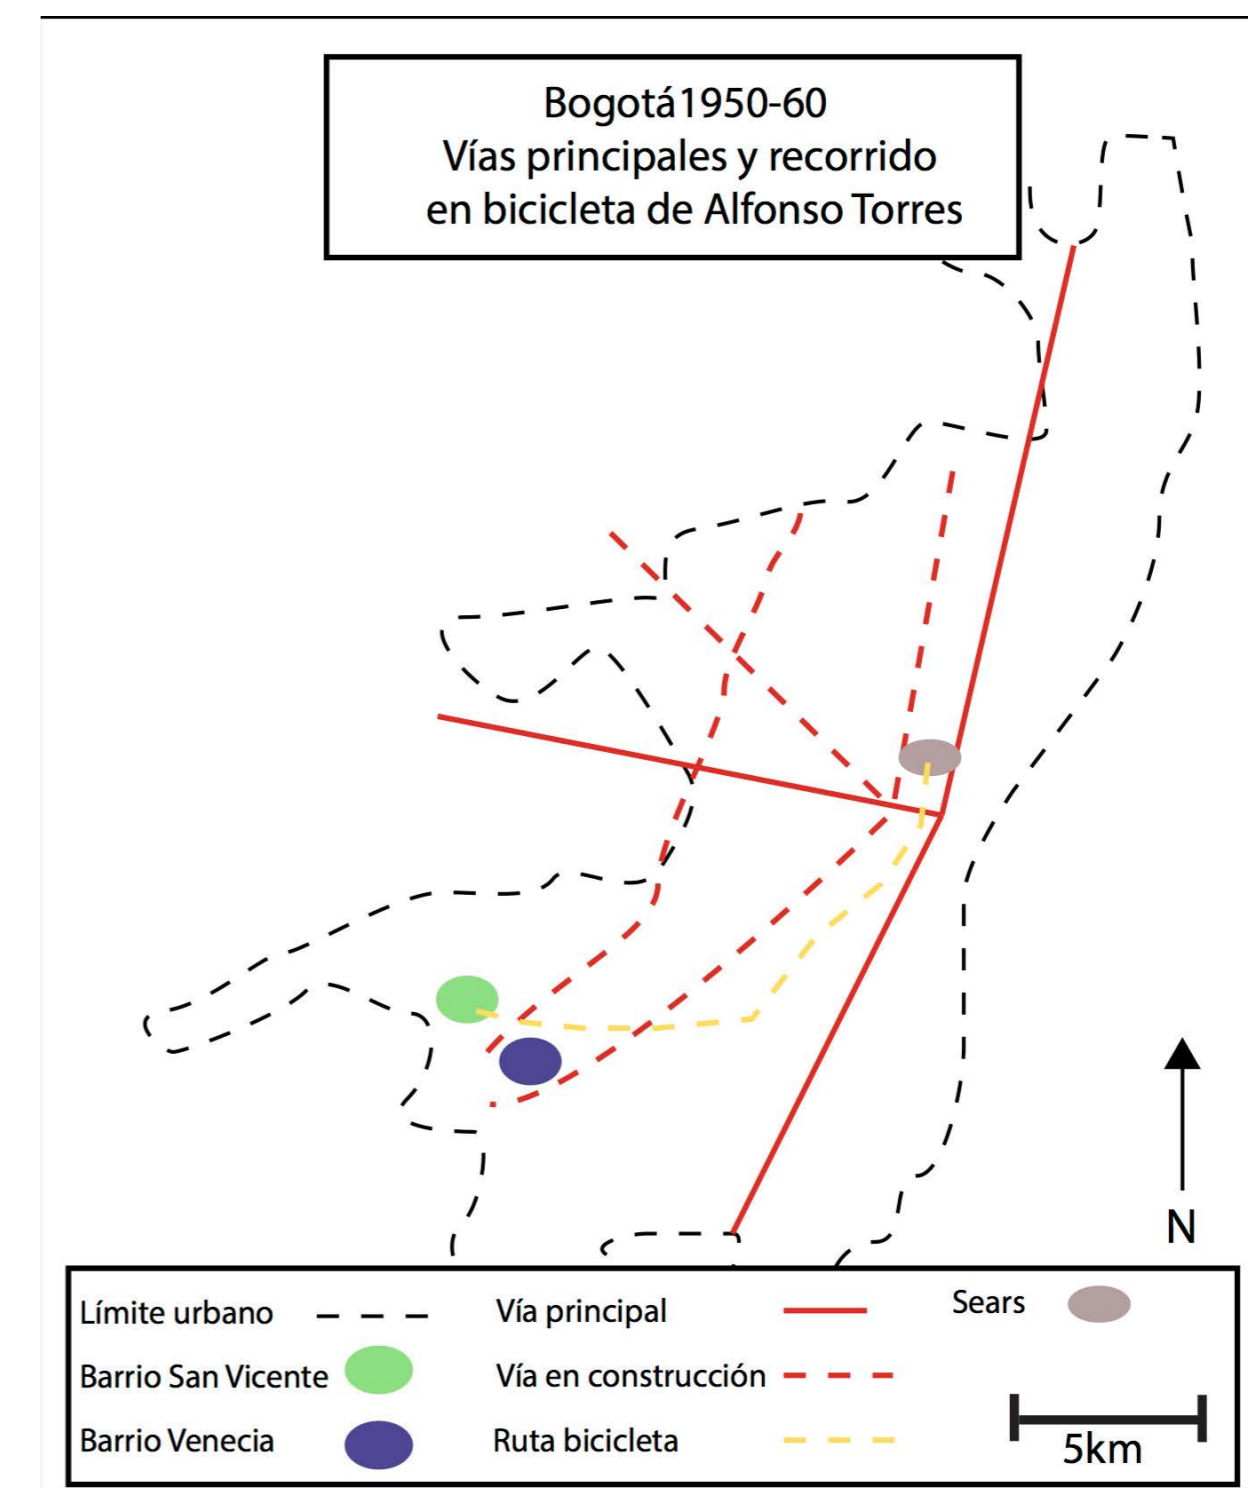 Bogotá1950-60
Vías principales y recorrido
en bicicleta de Alfonso Torres
N
Límite urbano
Barrio San Vicente
Barrio Venecia
Vía principal
Vía en construcción
Ruta bicicleta
Sears
5km